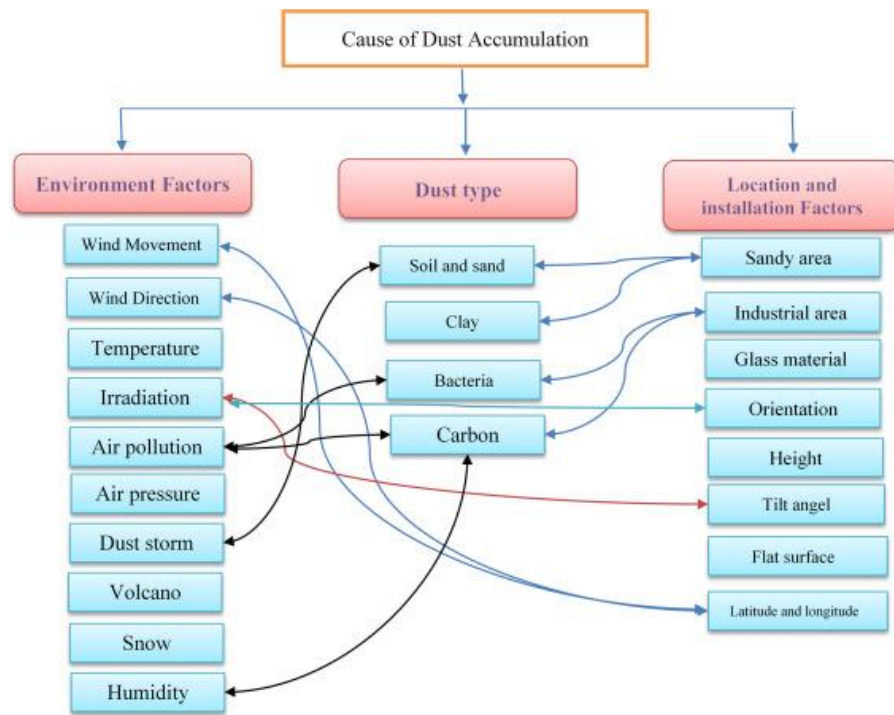 Cause of Dust Accumulation
Environment Factors
Wind Movement
Wind Direction
Temperature
Irradiation
Air pollution
Air pressure
Dust storm
Volcano
Snow
Humidity
Dust type
Soil and sand
Clay
Bacteria
Carbon
Location and
installation Factors
Sandy area
Industrial area
Glass material
Orientation
Height
Tilt angel
Flat surface
Latitude and longitude